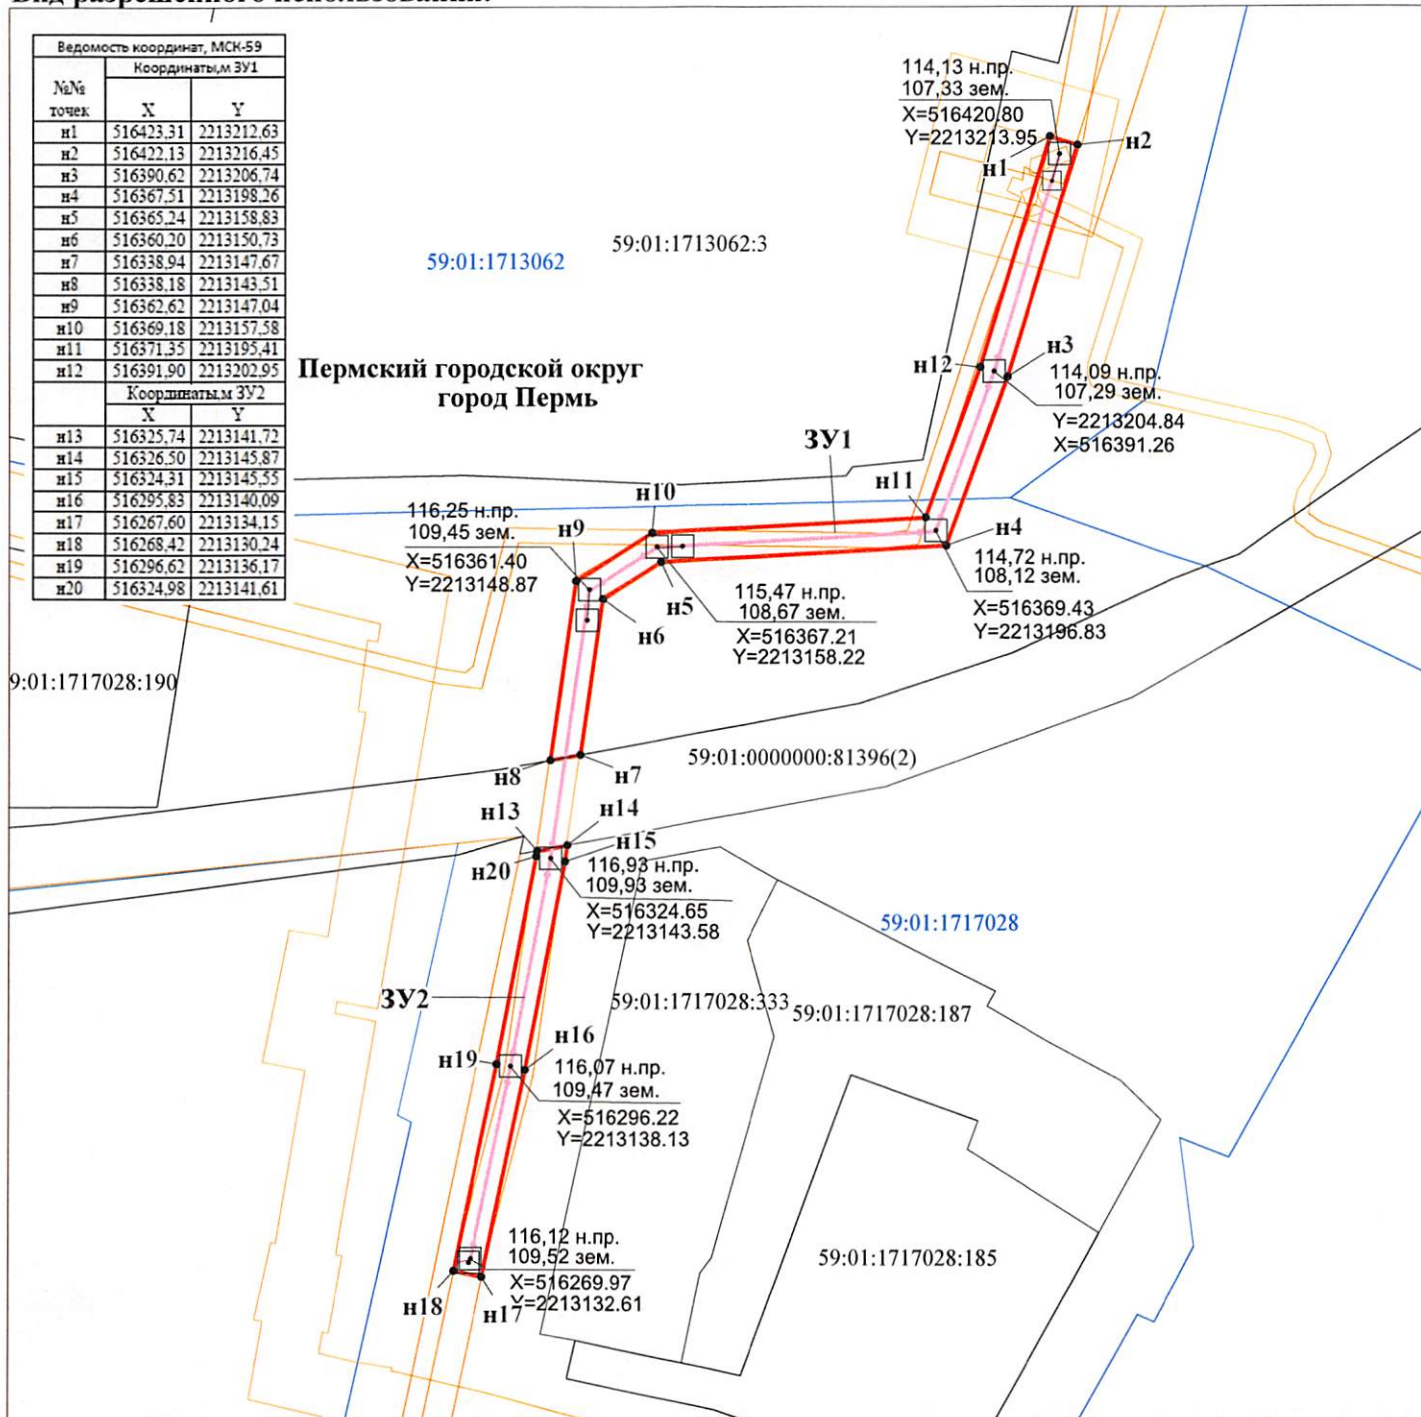 Вид разрешенного использования:
Ведомость координат, МСК-59
№№ точек Координаты,м ЗУ1
X Y
н1 516423,31 2213212,63
н2 516422,13 2213216,45
н3 516390,62 2213206,74
н4 516367,51 2213198,26
н5 516365,24 2213158,83
н6 516360,20 2213150,73
н7 516338,94 2213147,67
н8 516338,18 2213143,51
н9 516362,62 2213147,04
н10 516369,18 2213157,58
н11 516371,35 2213195,41
н12 516391,90 2213202,95
Координаты,м ЗУ2
X Y
н13 516325,74 2213141,72
н14 516326,50 2213145,87
н15 516324,31 2213145,55
н16 516295,83 2213140,09
н17 516267,60 2213134,15
н18 516268,42 2213130,24
н19 516296,62 2213136,17
н20 516324,98 2213141,61
114,13 н.пр.
107,33 зем.
X=516420.80
Y=2213213.95
н1
н2
59:01:1713062:3
59:01:1713062
Пермский городской округ
город Пермь
н12
н3
114,09 н.пр.
107,29 зем.
Y=2213204.84
X=516391.26
ЗУ1
н10
н11
116,25 н.пр.
109,45 зем.
X=516361.40
Y=2213148.87
н9
н4
114,72 н.пр.
108,12 зем.
X=516369.43
Y=2213196.83
н5
115,47 н.пр.
108,67 зем.
X=516367.21
Y=2213158.22
н6
9:01:1717028:190
59:01:0000000:81396(2)
н8
н7
н13
н14
н15
н20
116,93 н.пр.
109,93 зем.
X=516324.65
Y=2213143.58
59:01:1717028
ЗУ2
59:01:1717028:333
59:01:1717028:187
н19
н16
116,07 н.пр.
109,47 зем.
X=516296.22
Y=2213138.13
116,12 н.пр.
109,52 зем.
X=516269.97
Y=2213132.61
59:01:1717028:185
н18
н17